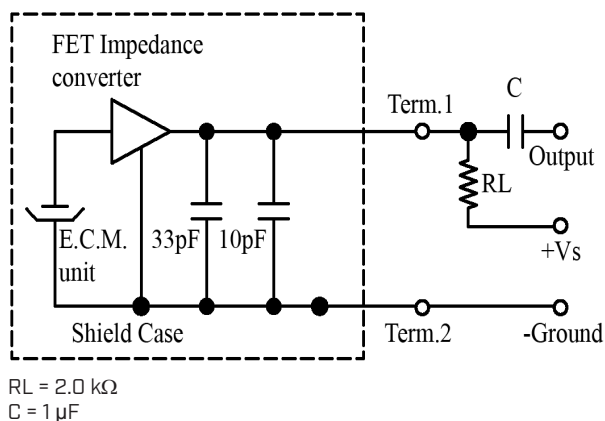 FET Impedance
converter
Term.1
C
Output
RL
+Vs
E.C.M.
unit
33pF
10pF
Shield Case
Term.2
-Ground
RL = 2.0 kΩ
C = 1 µF